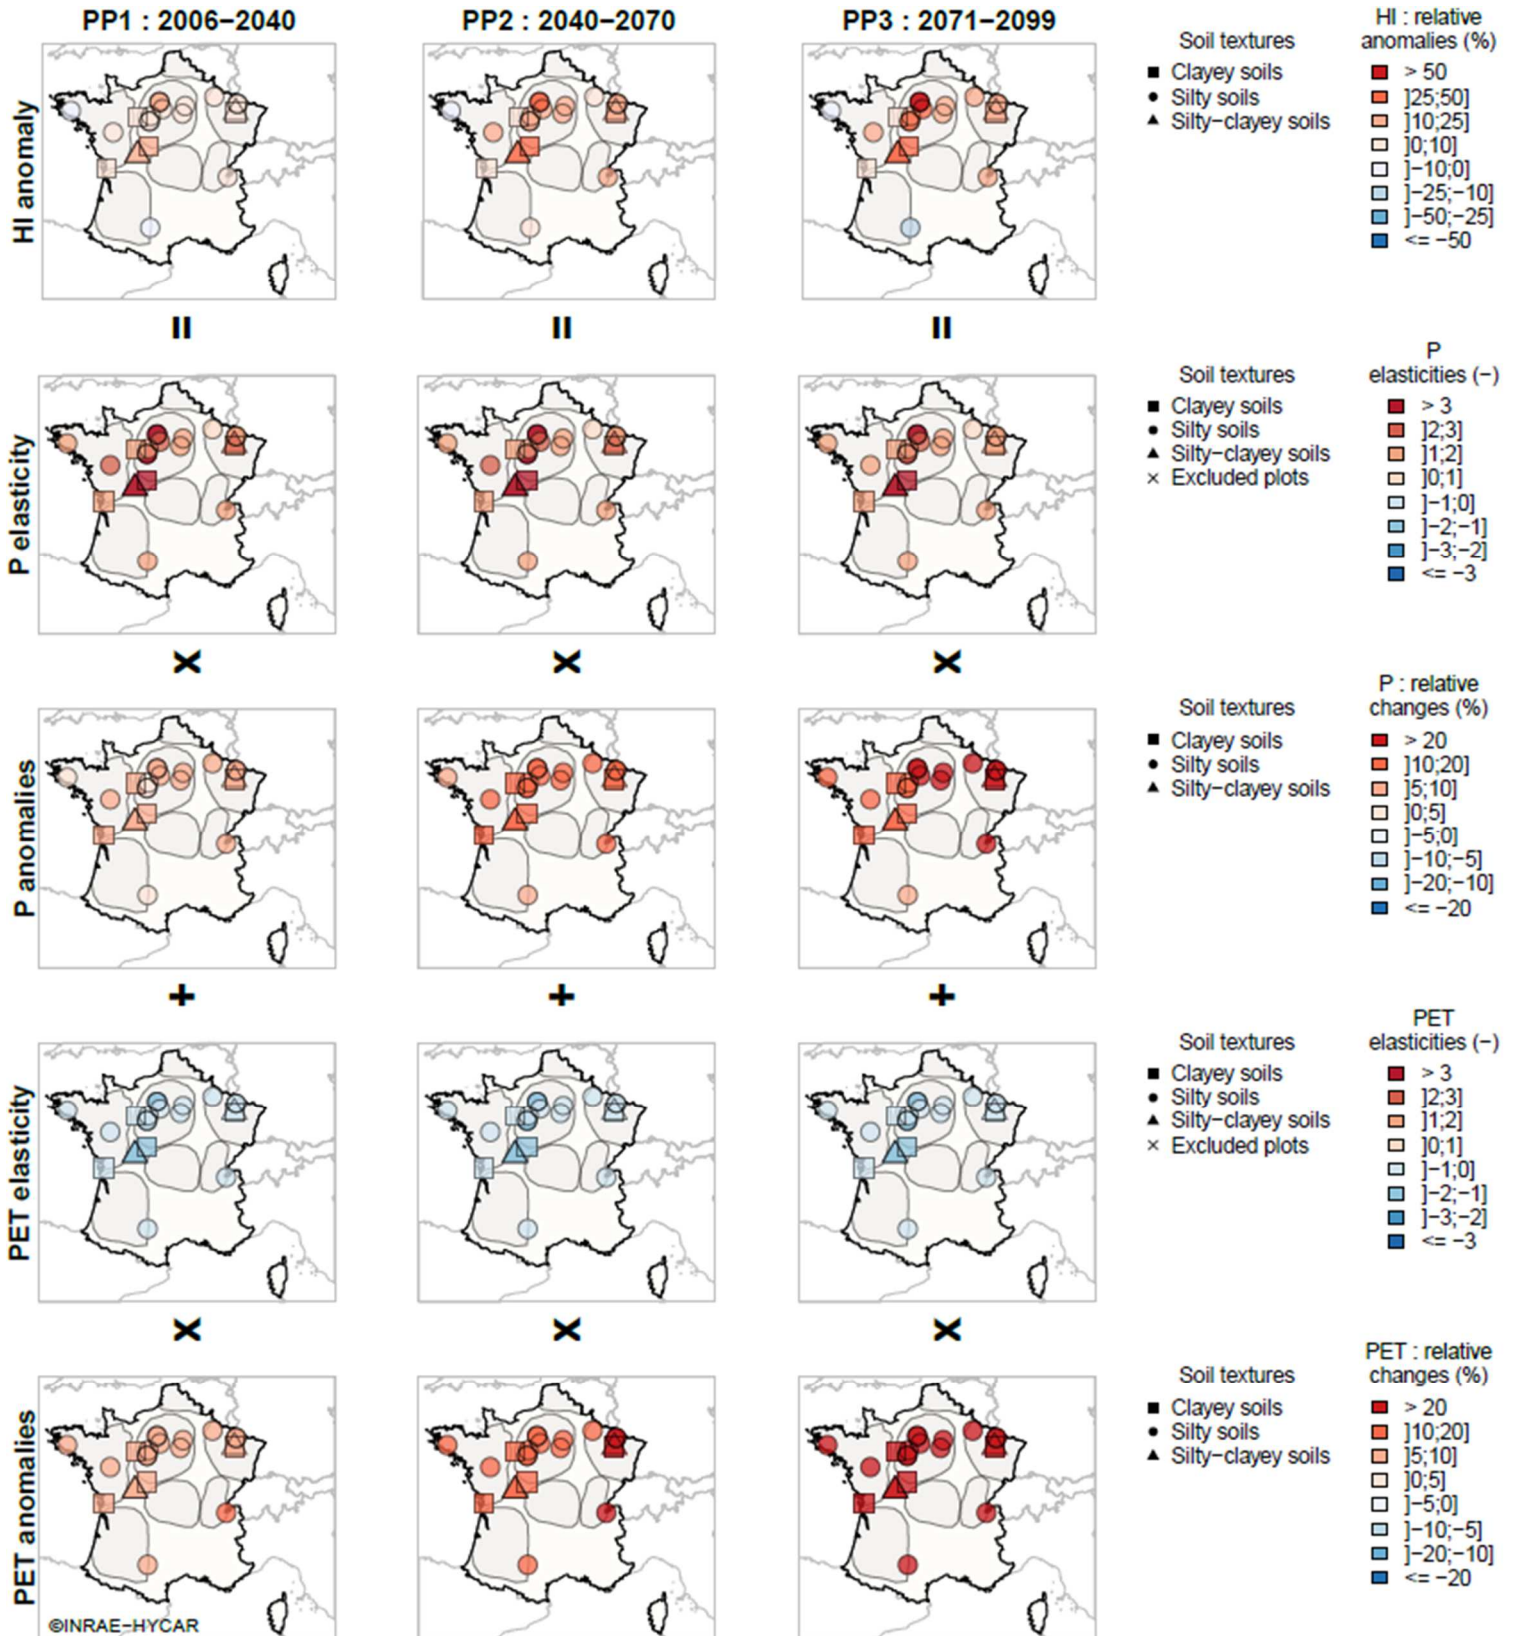 PP1 : 2006−2040
PP2 : 2040−2070
PP3 : 2071−2099
HI anomaly
Soil textures
Clayey soils
Silty soils
Silty−clayey soils
HI : relative
anomalies (%)
> 50
]25;50]
]10;25]
]0;10]
]−10;0]
]−25;−10]
]−50;−25]
<= −50
=
=
=
P elasticity
Soil textures
Clayey soils
Silty soils
Silty−clayey soils
Excluded plots
P
elasticities (−)
> 3
]2;3]
]1;2]
]0;1]
]−1;0]
]−2;−1]
]−3;−2]
<= −3
x
x
x
P anomalies
Soil textures
Clayey soils
Silty soils
Silty−clayey soils
P : relative
changes (%)
> 20
]10;20]
]5;10]
]0;5]
]−5;0]
]−10;−5]
]−20;−10]
<= −20
+
+
+
PET elasticity
Soil textures
Clayey soils
Silty soils
Silty−clayey soils
Excluded plots
PET
elasticities (−)
> 3
]2;3]
]1;2]
]0;1]
]−1;0]
]−2;−1]
]−3;−2]
<= −3
x
x
x
PET anomalies
Soil textures
Clayey soils
Silty soils
Silty−clayey soils
PET : relative
changes (%)
> 20
]10;20]
]5;10]
]0;5]
]−5;0]
]−10;−5]
]−20;−10]
<= −20
©INRAE−HYCAR